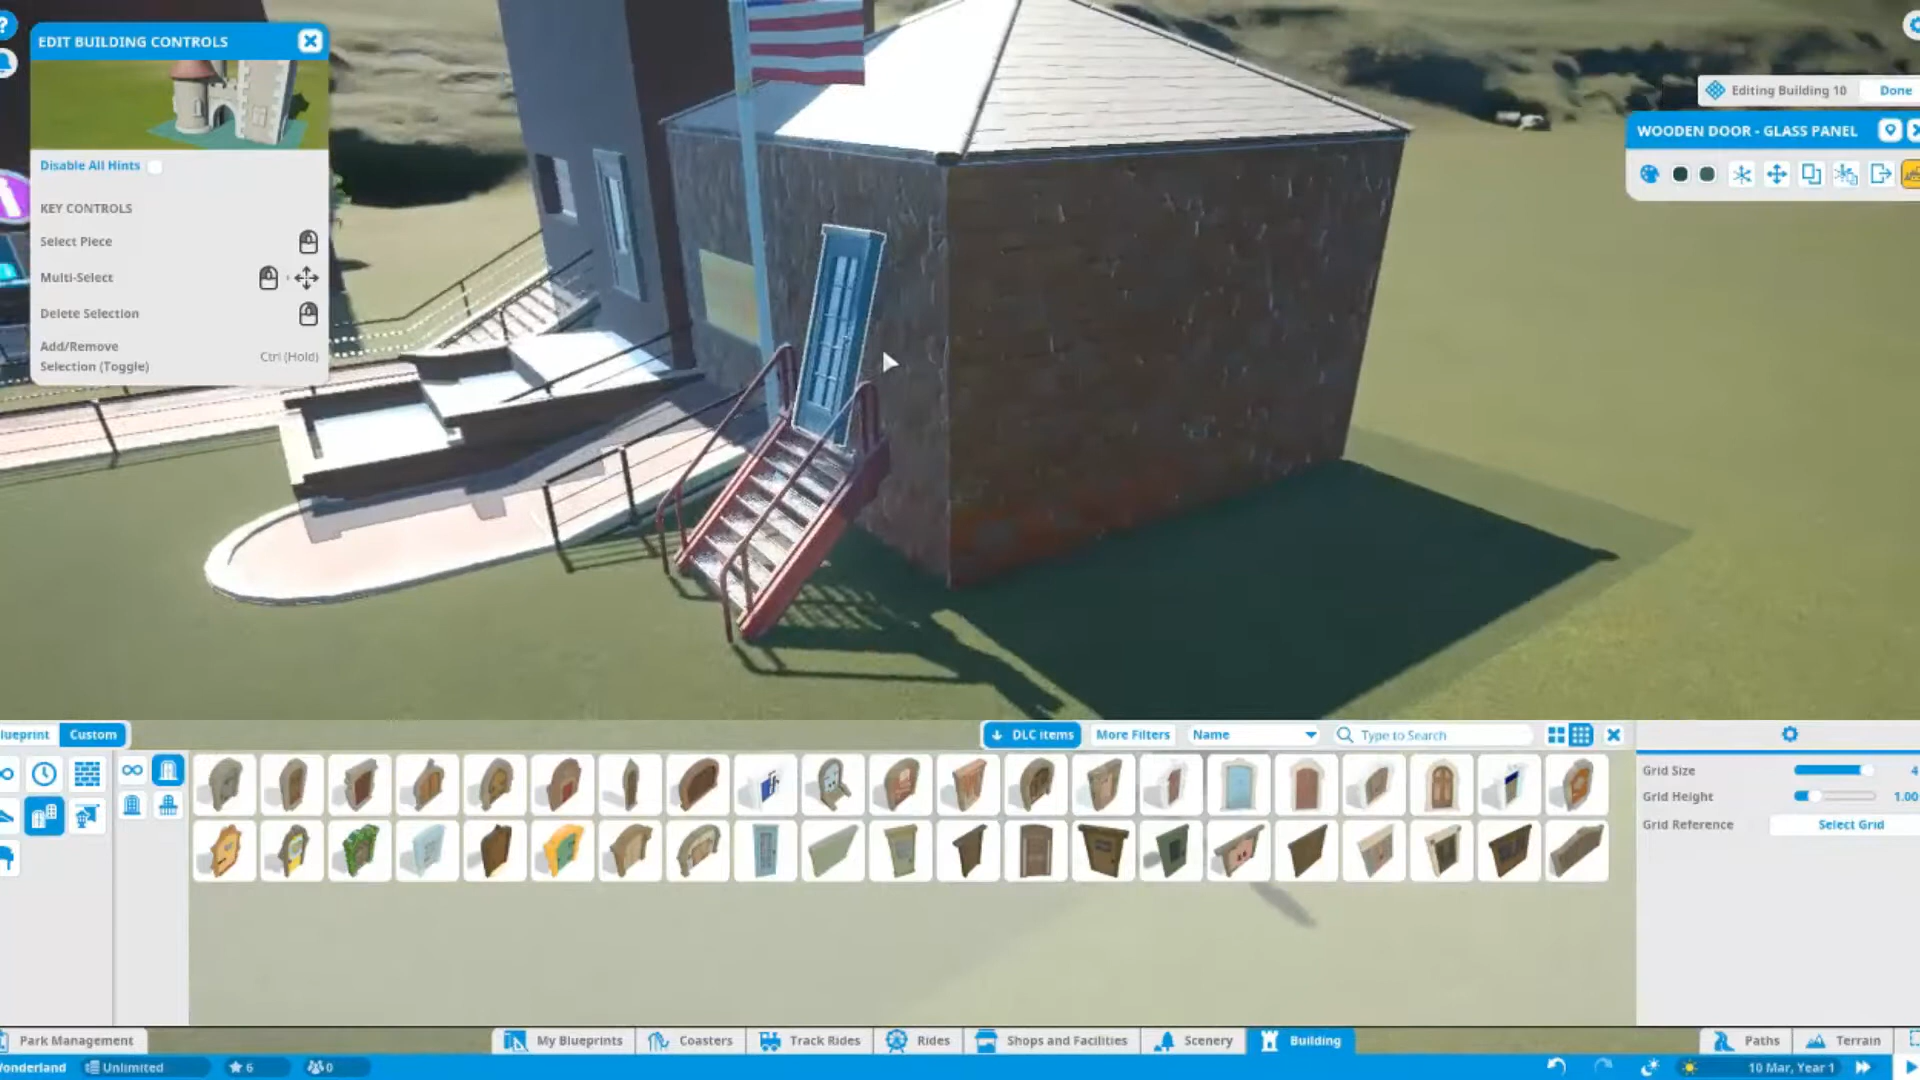 EDIT BUILDING CONTROLS
Disable All Hints
KEY CONTROLS
Select Piece
Multi-Select
Delete Selection
Add/Remove
Selection (Toggle)
Ctrl (Hold)
Editing Building 10
Done
WOODEN DOOR - GLASS PANEL
lueprint
Custom
DLC items
More Filters
Name
Type to Search
Grid Size
4
Grid Height
1.00
Grid Reference
Select Grid
Park Management
My Blueprints
Coasters
Track Rides
Rides
Shops and Facilities
Scenery
Building
Paths
Terrain
onderland
Unlimited
6
0
10 Mar, Year 1